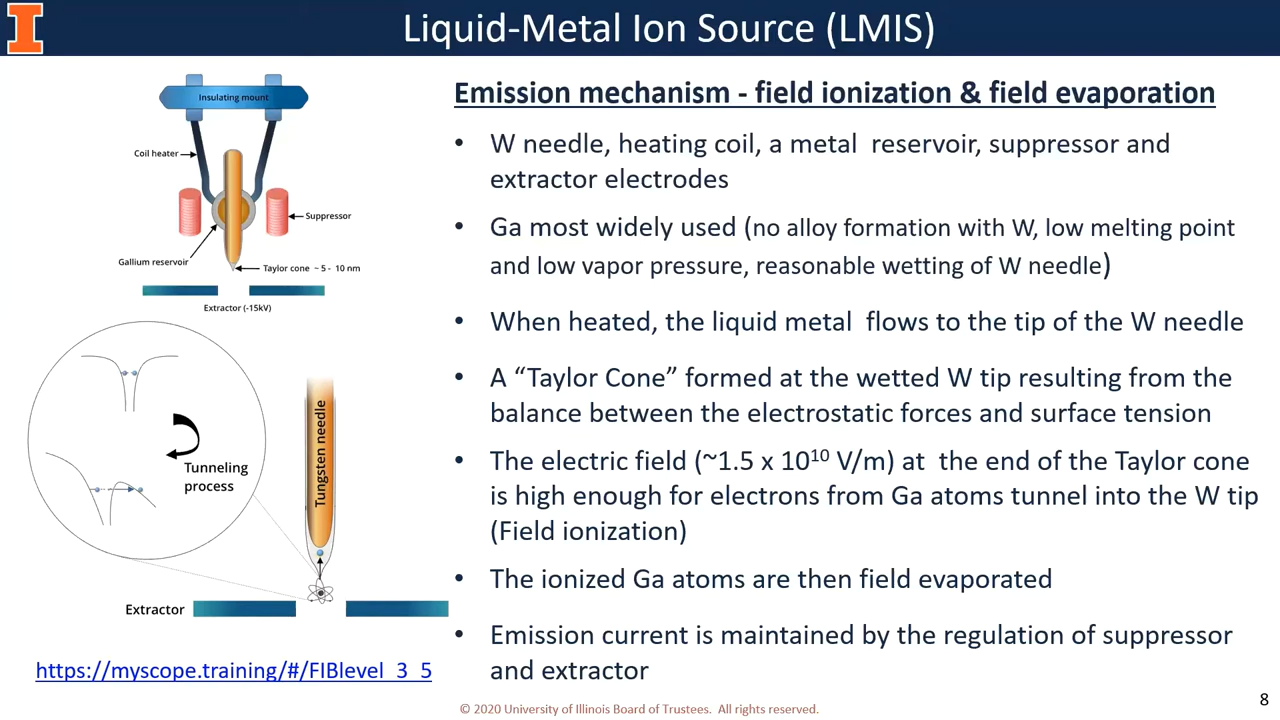 Liquid-Metal Ion Source (LMIS)
Insulating mount
Coil heater
Suppressor
Gallium reservoir
Taylor cone ~ 5 - 10 nm
Extractor (-15kV)
Tunneling
process
Tungsten needle
Extractor
https://myscope.training/#/FIBlevel_3_5
Emission mechanism - field ionization & field evaporation
• W needle, heating coil, a metal reservoir, suppressor and
extractor electrodes
• Ga most widely used (no alloy formation with W, low melting point
and low vapor pressure, reasonable wetting of W needle)
• When heated, the liquid metal flows to the tip of the W needle
• A “Taylor Cone” formed at the wetted W tip resulting from the
balance between the electrostatic forces and surface tension
• The electric field (~1.5 x 10¹⁰ V/m) at the end of the Taylor cone
is high enough for electrons from Ga atoms tunnel into the W tip
(Field ionization)
• The ionized Ga atoms are then field evaporated
• Emission current is maintained by the regulation of suppressor
and extractor
© 2020 University of Illinois Board of Trustees. All rights reserved.
8